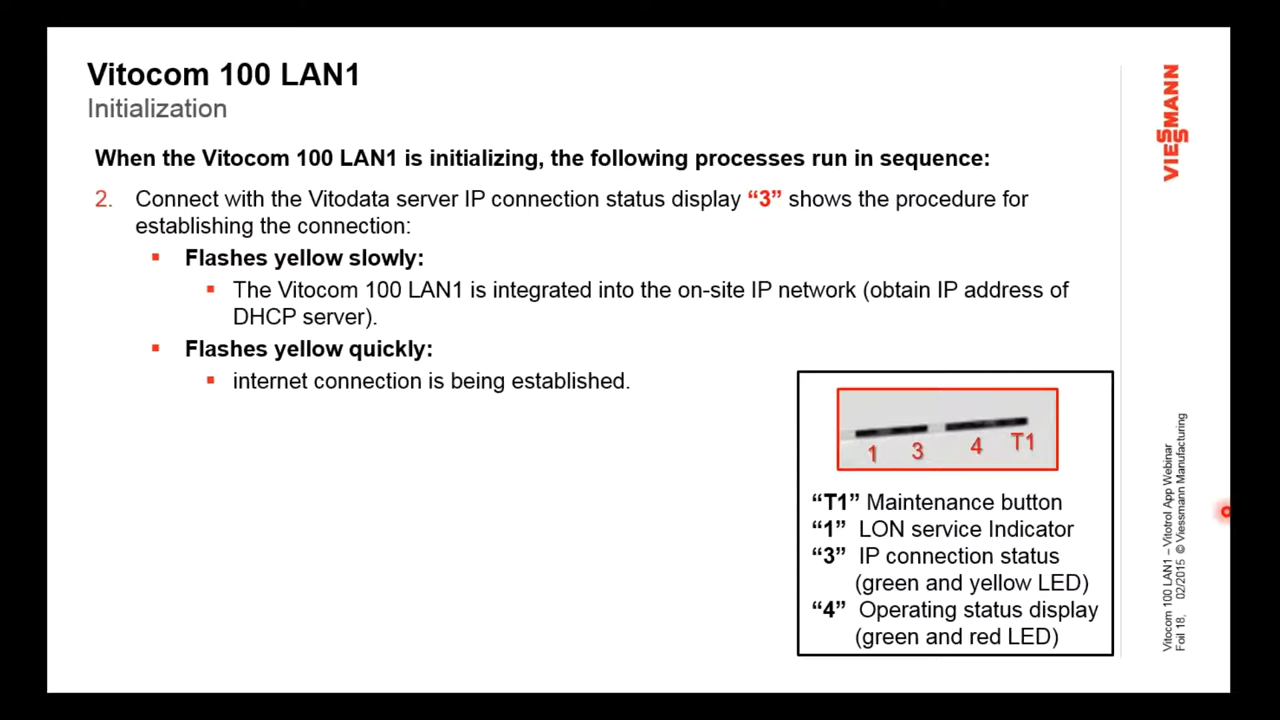 Vitocom 100 LAN1
Initialization
When the Vitocom 100 LAN1 is initializing, the following processes run in sequence:
2. Connect with the Vitodata server IP connection status display “3” shows the procedure for
establishing the connection:
Flashes yellow slowly:
The Vitocom 100 LAN1 is integrated into the on-site IP network (obtain IP address of
DHCP server).
Flashes yellow quickly:
internet connection is being established.
1 3 4 T1
“T1” Maintenance button
“1” LON service Indicator
“3” IP connection status
(green and yellow LED)
“4” Operating status display
(green and red LED)
VIESSMANN
Vitocom 100 LAN1 – Vitotrol App Webinar
Foil 18, 02/2015 © Viessmann Manufacturing